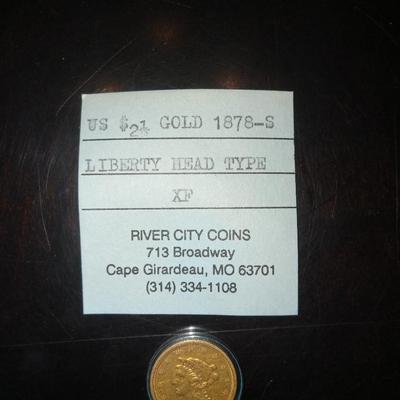 US $2½ GOLD 1878-S
LIBERTY HEAD TYPE
XF
RIVER CITY COINS
713 Broadway
Cape Girardeau, MO 63701
(314) 334-1108